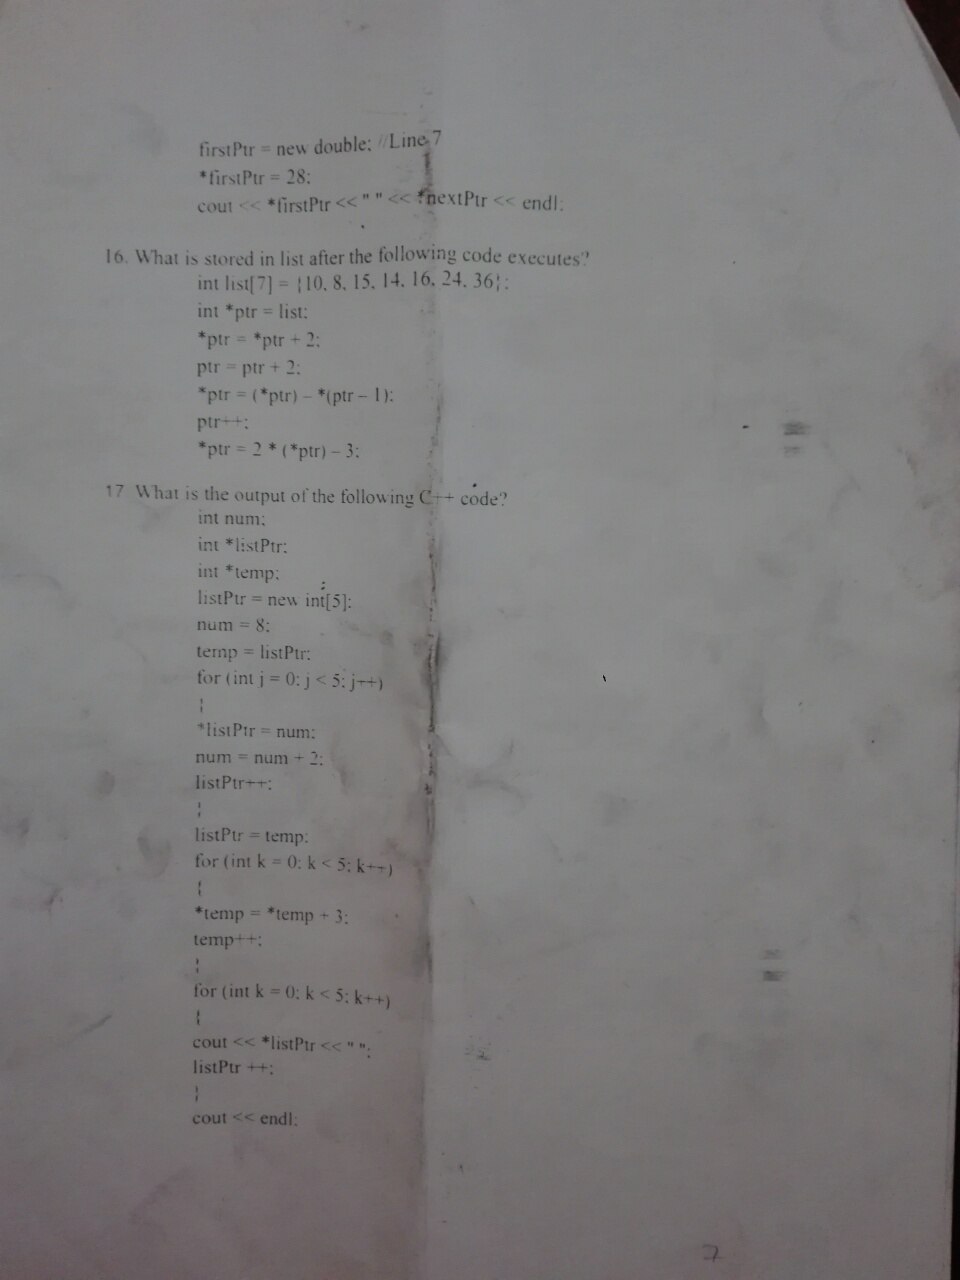 firstPtr = new double; //Line 7
*firstPtr = 28;
cout << *firstPtr << " " << *nextPtr << endl;
16. What is stored in list after the following code executes?
int list[7] = {10, 8, 15, 14, 16, 24, 36};
int *ptr = list;
*ptr = *ptr + 2;
ptr = ptr + 2;
*ptr = (*ptr) – *(ptr – 1);
ptr++;
*ptr = 2 * (*ptr) – 3;
17 What is the output of the following C++ code?
int num;
int *listPtr;
int *temp;
listPtr = new int[5];
num = 8;
temp = listPtr;
for (int j = 0; j < 5; j++)
{
*listPtr = num;
num = num + 2;
listPtr++;
}
listPtr = temp;
for (int k = 0; k < 5; k++)
{
*temp = *temp + 3;
temp++;
}
for (int k = 0; k < 5; k++)
{
cout << *listPtr << " ";
listPtr ++;
}
cout << endl;
7